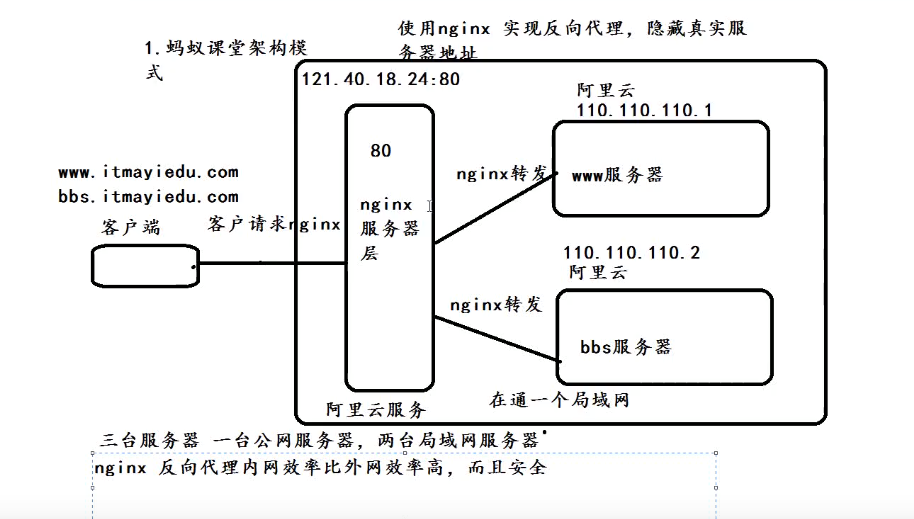 使用nginx 实现反向代理，隐藏真实服
务器地址
1.蚂蚁课堂架构模
式
121.40.18.24:80
阿里云
110.110.110.1
80
www.itmayiedu.com
bbs.itmayiedu.com
nginx转发
www服务器
nginx
服务器
层
客户端
客户请求nginx
110.110.110.2
阿里云
nginx转发
bbs服务器
在通一个局域网
阿里云服务
三台服务器 一台公网服务器，两台局域网服务器
nginx 反向代理内网效率比外网效率高，而且安全